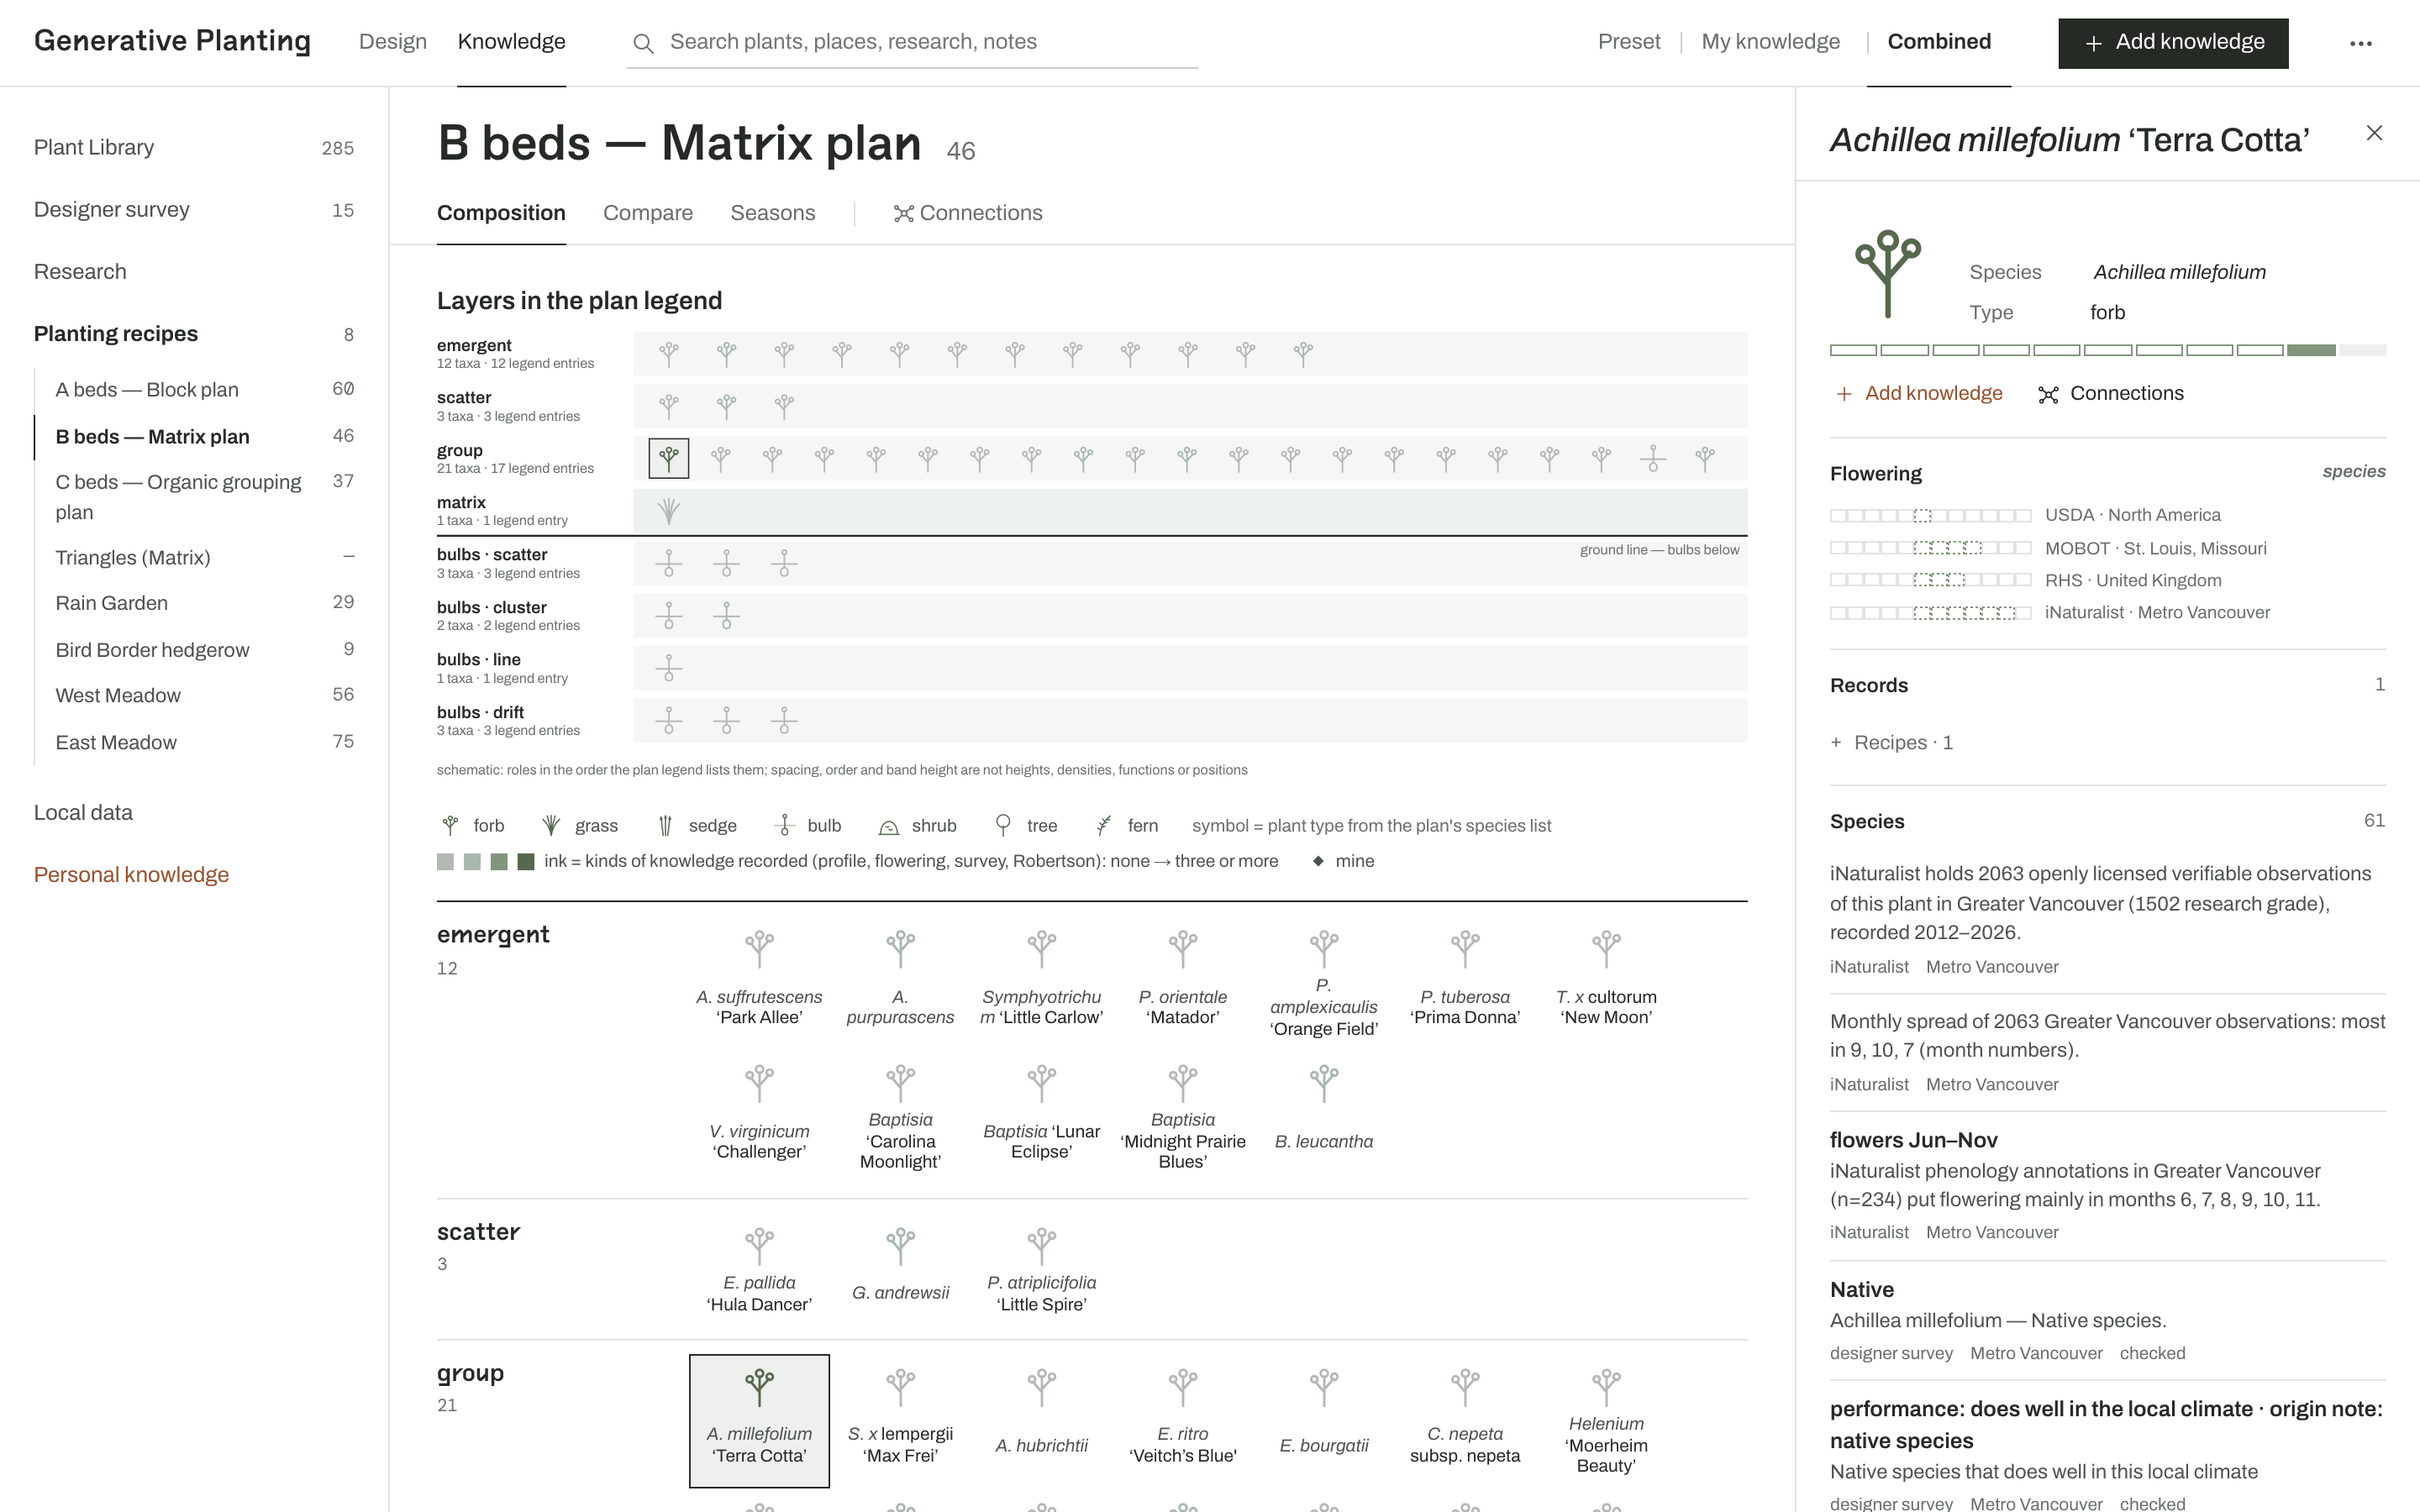 Generative Planting
Design
Knowledge
Search plants, places, research, notes
Preset
My knowledge
Combined
+ Add knowledge
Plant Library 285
Designer survey 15
Research
Planting recipes 8
A beds — Block plan 60
B beds — Matrix plan 46
C beds — Organic grouping plan 37
Triangles (Matrix) –
Rain Garden 29
Bird Border hedgerow 9
West Meadow 56
East Meadow 75
Local data
Personal knowledge
B beds — Matrix plan 46
Composition
Compare
Seasons
Connections
Layers in the plan legend
emergent
12 taxa · 12 legend entries
scatter
3 taxa · 3 legend entries
group
21 taxa · 17 legend entries
matrix
1 taxa · 1 legend entry
ground line — bulbs below
bulbs · scatter
3 taxa · 3 legend entries
bulbs · cluster
2 taxa · 2 legend entries
bulbs · line
1 taxa · 1 legend entry
bulbs · drift
3 taxa · 3 legend entries
schematic: roles in the order the plan legend lists them; spacing, order and band height are not heights, densities, functions or positions
forb grass sedge bulb shrub tree fern symbol = plant type from the plan's species list
ink = kinds of knowledge recorded (profile, flowering, survey, Robertson): none → three or more ◆ mine
emergent
12
A. suffrutescens ‘Park Allee’
A. purpurascens
Symphyotrichum ‘Little Carlow’
P. orientale ‘Matador’
P. amplexicaulis ‘Orange Field’
P. tuberosa ‘Prima Donna’
T. x cultorum ‘New Moon’
V. virginicum ‘Challenger’
Baptisia ‘Carolina Moonlight’
Baptisia ‘Lunar Eclipse’
Baptisia ‘Midnight Prairie Blues’
B. leucantha
scatter
3
E. pallida ‘Hula Dancer’
G. andrewsii
P. atriplicifolia ‘Little Spire’
group
21
A. millefolium ‘Terra Cotta’
S. x lempergii ‘Max Frei’
A. hubrichtii
E. ritro ‘Veitch’s Blue'
E. bourgatii
C. nepeta subsp. nepeta
Helenium ‘Moerheim Beauty’
Achillea millefolium ‘Terra Cotta’
Species Achillea millefolium
Type forb
+ Add knowledge
Connections
Flowering species
USDA · North America
MOBOT · St. Louis, Missouri
RHS · United Kingdom
iNaturalist · Metro Vancouver
Records 1
+ Recipes · 1
Species 61
iNaturalist holds 2063 openly licensed verifiable observations
of this plant in Greater Vancouver (1502 research grade),
recorded 2012–2026.
iNaturalist Metro Vancouver
Monthly spread of 2063 Greater Vancouver observations: most
in 9, 10, 7 (month numbers).
iNaturalist Metro Vancouver
flowers Jun–Nov
iNaturalist phenology annotations in Greater Vancouver
(n=234) put flowering mainly in months 6, 7, 8, 9, 10, 11.
iNaturalist Metro Vancouver
Native
Achillea millefolium — Native species.
designer survey Metro Vancouver checked
performance: does well in the local climate · origin note:
native species
Native species that does well in this local climate
designer survey Metro Vancouver checked